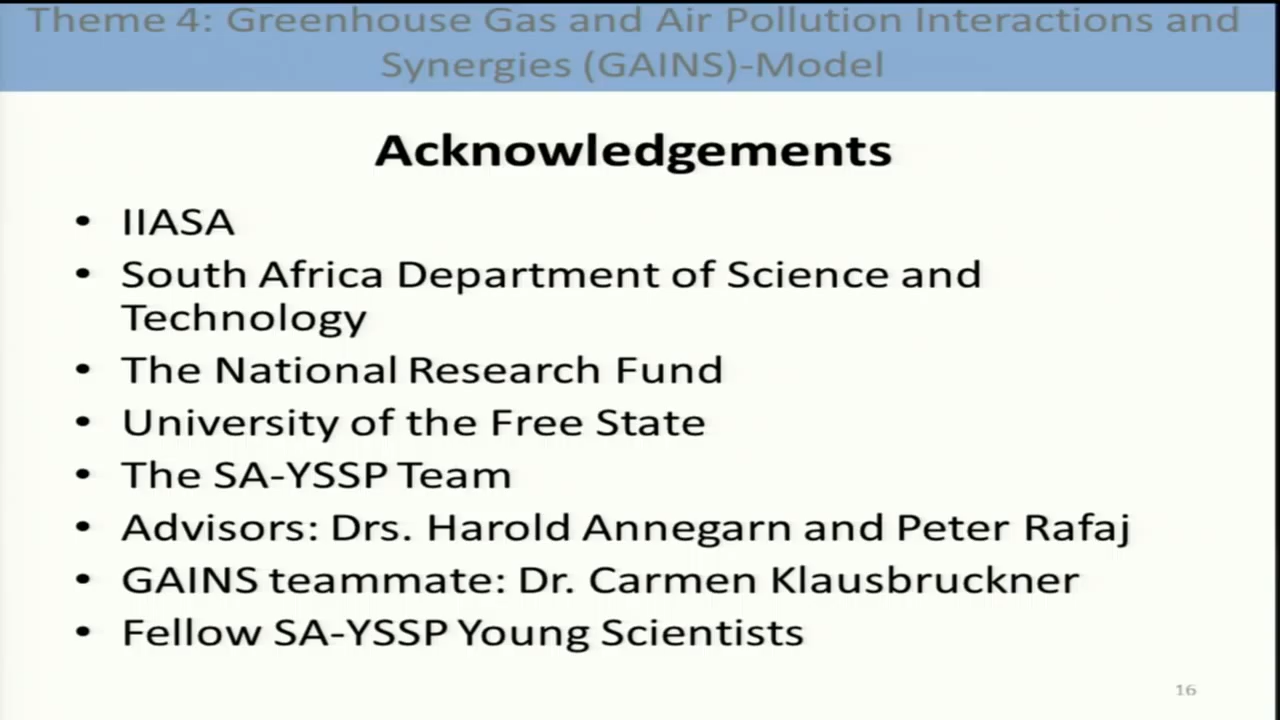 Theme 4: Greenhouse Gas and Air Pollution Interactions and
Synergies (GAINS)-Model
Acknowledgements
• IIASA
• South Africa Department of Science and
Technology
• The National Research Fund
• University of the Free State
• The SA-YSSP Team
• Advisors: Drs. Harold Annegarn and Peter Rafaj
• GAINS teammate: Dr. Carmen Klausbruckner
• Fellow SA-YSSP Young Scientists
16